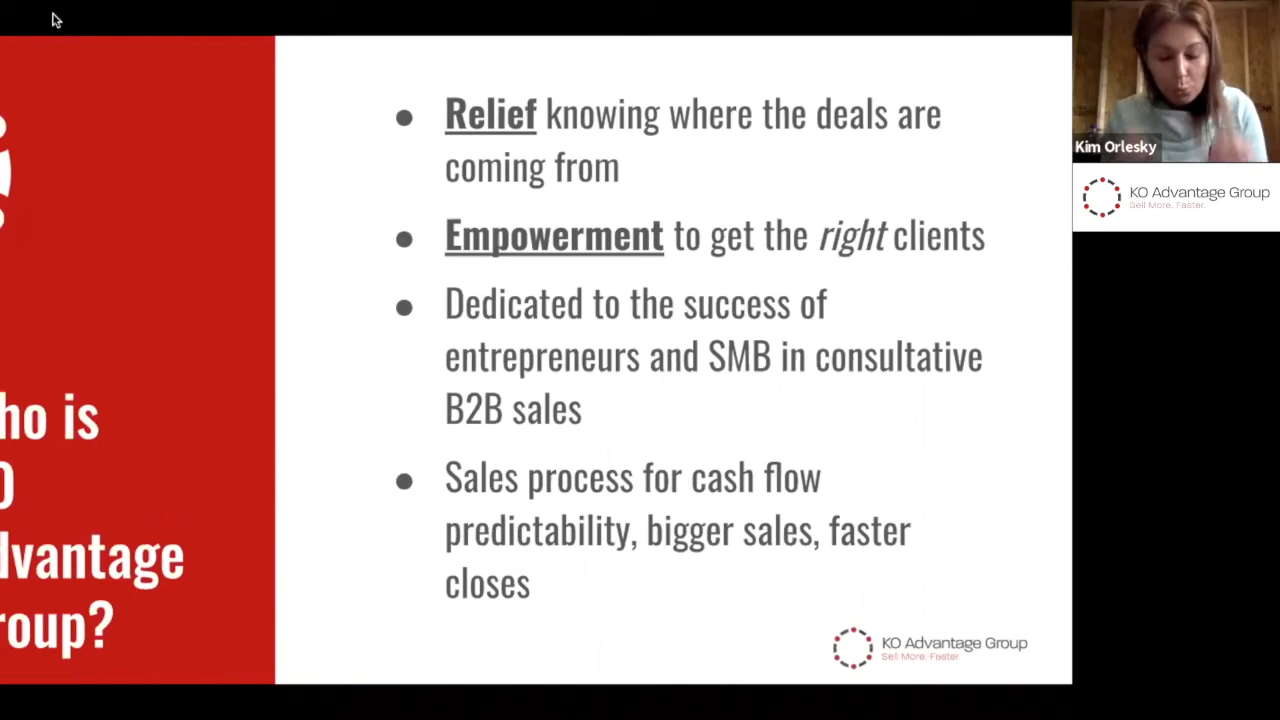 ho is
O
dvantage
roup?
● Relief knowing where the deals are
coming from
● Empowerment to get the right clients
● Dedicated to the success of
entrepreneurs and SMB in consultative
B2B sales
● Sales process for cash flow
predictability, bigger sales, faster
closes
KO Advantage Group
Sell More. Faster
Kim Orlesky
KO Advantage Group
Sell More. Faster.